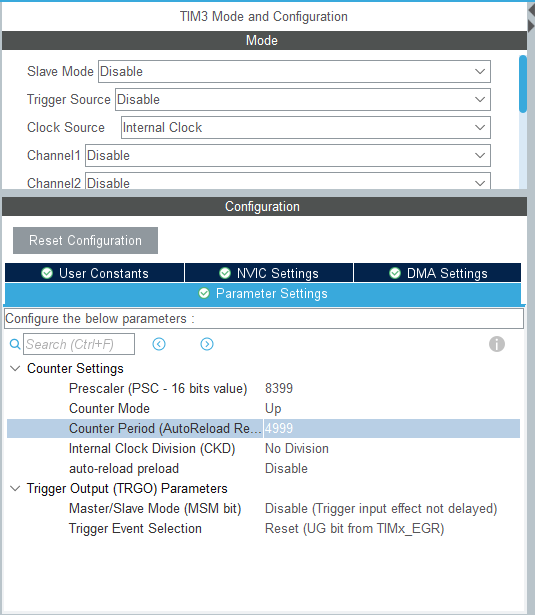 TIM3 Mode and Configuration
Mode
Slave Mode Disable
Trigger Source Disable
Clock Source Internal Clock
Channel1 Disable
Channel2 Disable
Configuration
Reset Configuration
User Constants NVIC Settings DMA Settings
Parameter Settings
Configure the below parameters :
Search (Ctrl+F)
Counter Settings
Prescaler (PSC - 16 bits value) 8399
Counter Mode Up
Counter Period (AutoReload Re... 4999
Internal Clock Division (CKD) No Division
auto-reload preload Disable
Trigger Output (TRGO) Parameters
Master/Slave Mode (MSM bit) Disable (Trigger input effect not delayed)
Trigger Event Selection Reset (UG bit from TIMx_EGR)